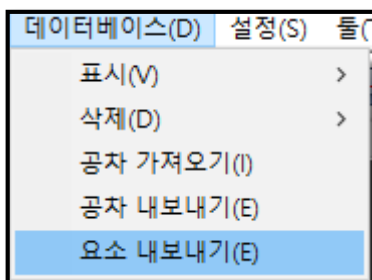 데이터베이스(D) 설정(S) 툴(
표시(V)
삭제(D)
공차 가져오기(I)
공차 내보내기(E)
요소 내보내기(E)